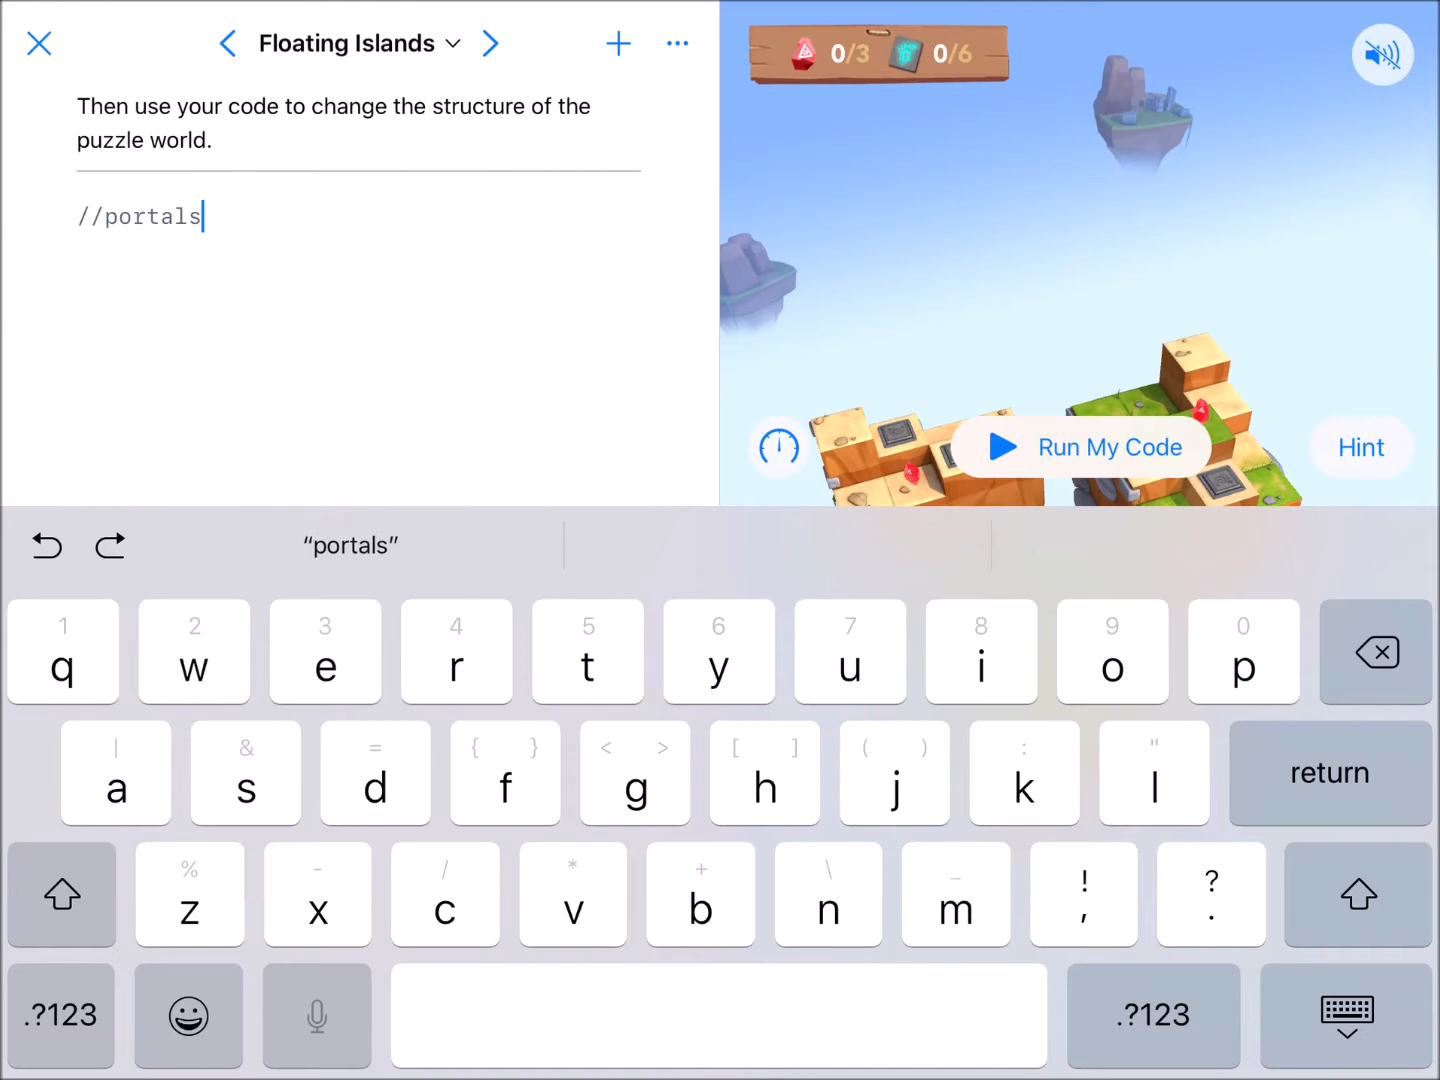 Floating Islands
Then use your code to change the structure of the
puzzle world.
//portals
0/3
0/6
Run My Code
Hint
“portals”
1 2 3 4 5 6 7 8 9 0
q w e r t y u i o p
| & = { } < > [ ] ( ) : "
a s d f g h j k l return
% - / * + \ _ ! ?
z x c v b n m , .
.?123 .?123